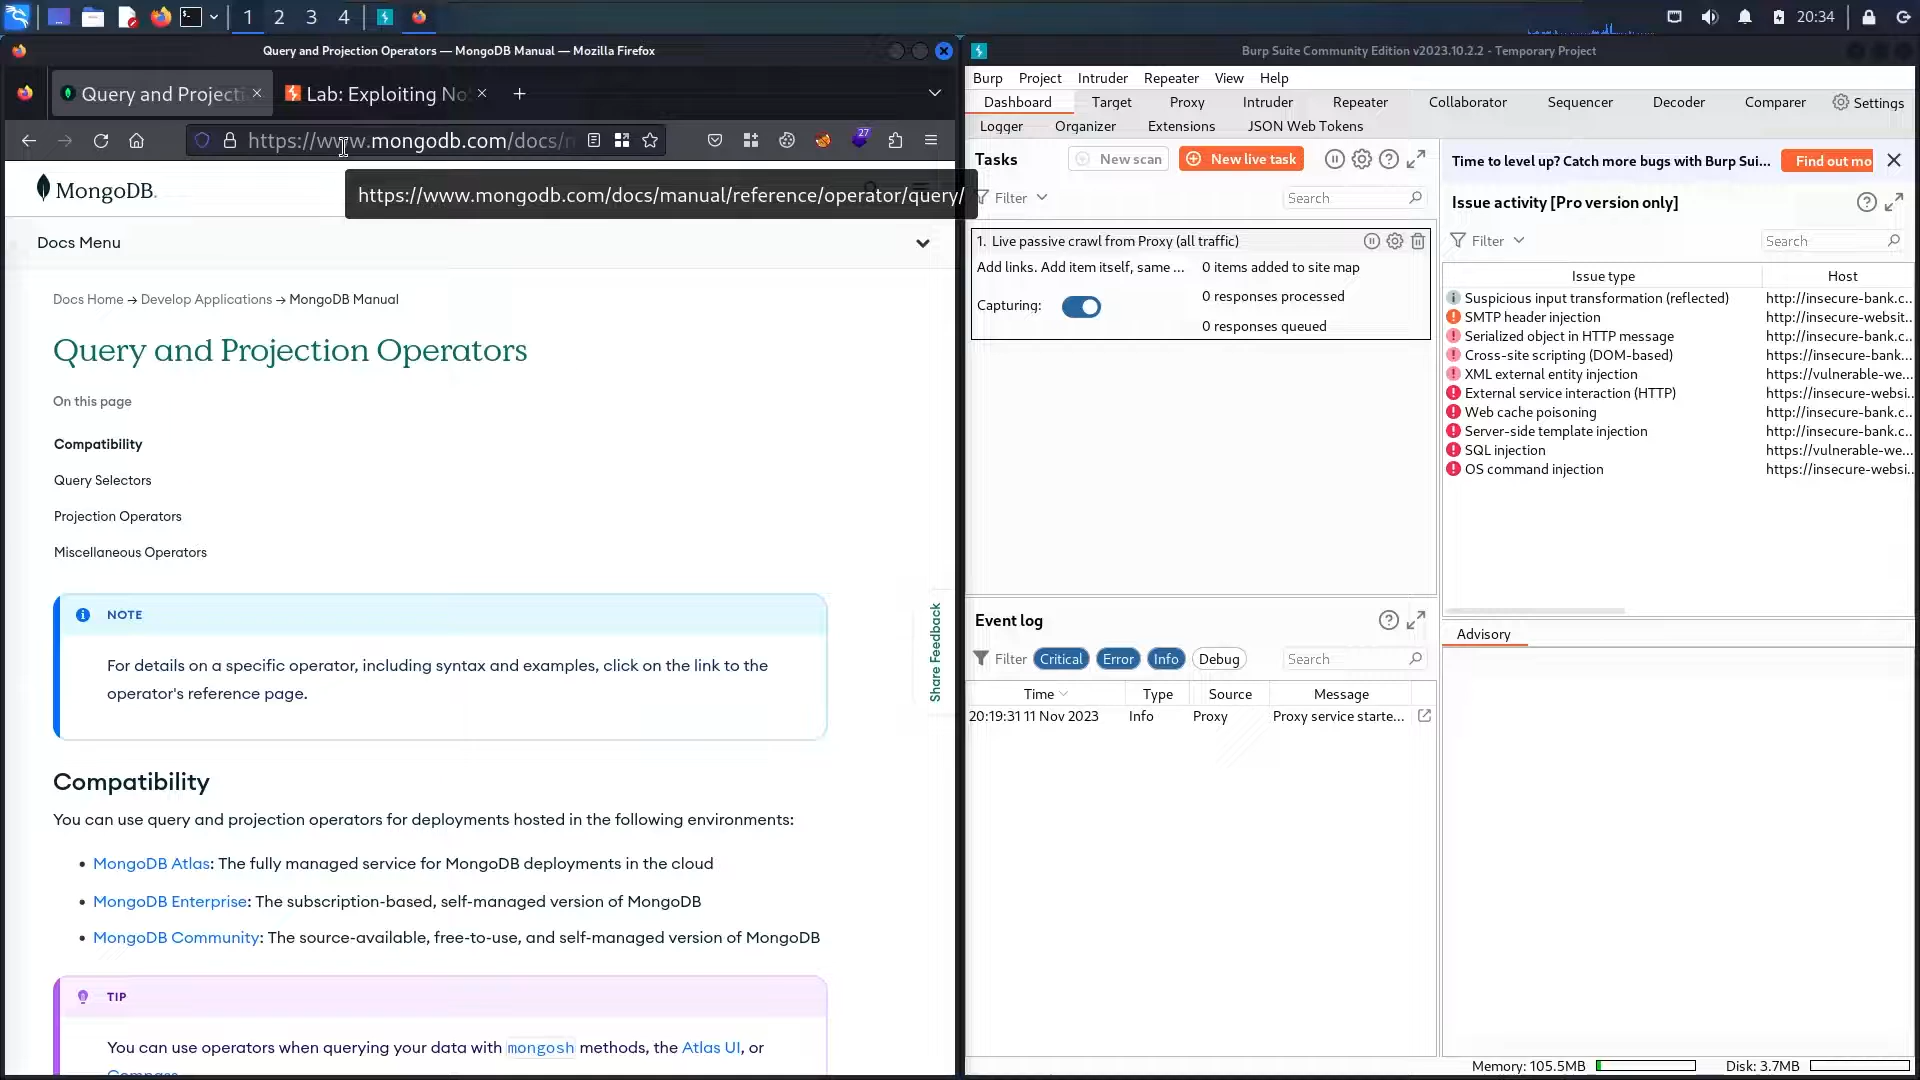 1 2 3 4
20:34
Query and Projection Operators — MongoDB Manual — Mozilla Firefox
Query and Projecti
Lab: Exploiting No
https://www.mongodb.com/docs/
27
MongoDB.
https://www.mongodb.com/docs/manual/reference/operator/query/
Docs Menu
Docs Home → Develop Applications → MongoDB Manual
Query and Projection Operators
On this page
Compatibility
Query Selectors
Projection Operators
Miscellaneous Operators
NOTE
For details on a specific operator, including syntax and examples, click on the link to the
operator's reference page.
Share Feedback
Compatibility
You can use query and projection operators for deployments hosted in the following environments:
• MongoDB Atlas: The fully managed service for MongoDB deployments in the cloud
• MongoDB Enterprise: The subscription-based, self-managed version of MongoDB
• MongoDB Community: The source-available, free-to-use, and self-managed version of MongoDB
TIP
You can use operators when querying your data with mongosh methods, the Atlas UI, or
Burp Suite Community Edition v2023.10.2.2 - Temporary Project
Burp Project Intruder Repeater View Help
Dashboard Target Proxy Intruder Repeater Collaborator Sequencer Decoder Comparer Settings
Logger Organizer Extensions JSON Web Tokens
Tasks
New scan
New live task
Filter
Search
1. Live passive crawl from Proxy (all traffic)
Add links. Add item itself, same ...
0 items added to site map
Capturing:
0 responses processed
0 responses queued
Event log
Filter Critical Error Info Debug
Search
Time Type Source Message
20:19:31 11 Nov 2023 Info Proxy Proxy service starte...
Time to level up? Catch more bugs with Burp Sui...
Find out mo
Issue activity [Pro version only]
Filter
Search
Issue type Host
Suspicious input transformation (reflected) http://insecure-bank.c..
SMTP header injection http://insecure-websit..
Serialized object in HTTP message http://insecure-bank.c..
Cross-site scripting (DOM-based) https://insecure-bank...
XML external entity injection https://vulnerable-we...
External service interaction (HTTP) https://insecure-websi..
Web cache poisoning http://insecure-bank.c..
Server-side template injection http://insecure-bank.c..
SQL injection https://vulnerable-we...
OS command injection https://insecure-websi..
Advisory
Memory: 105.5MB
Disk: 3.7MB